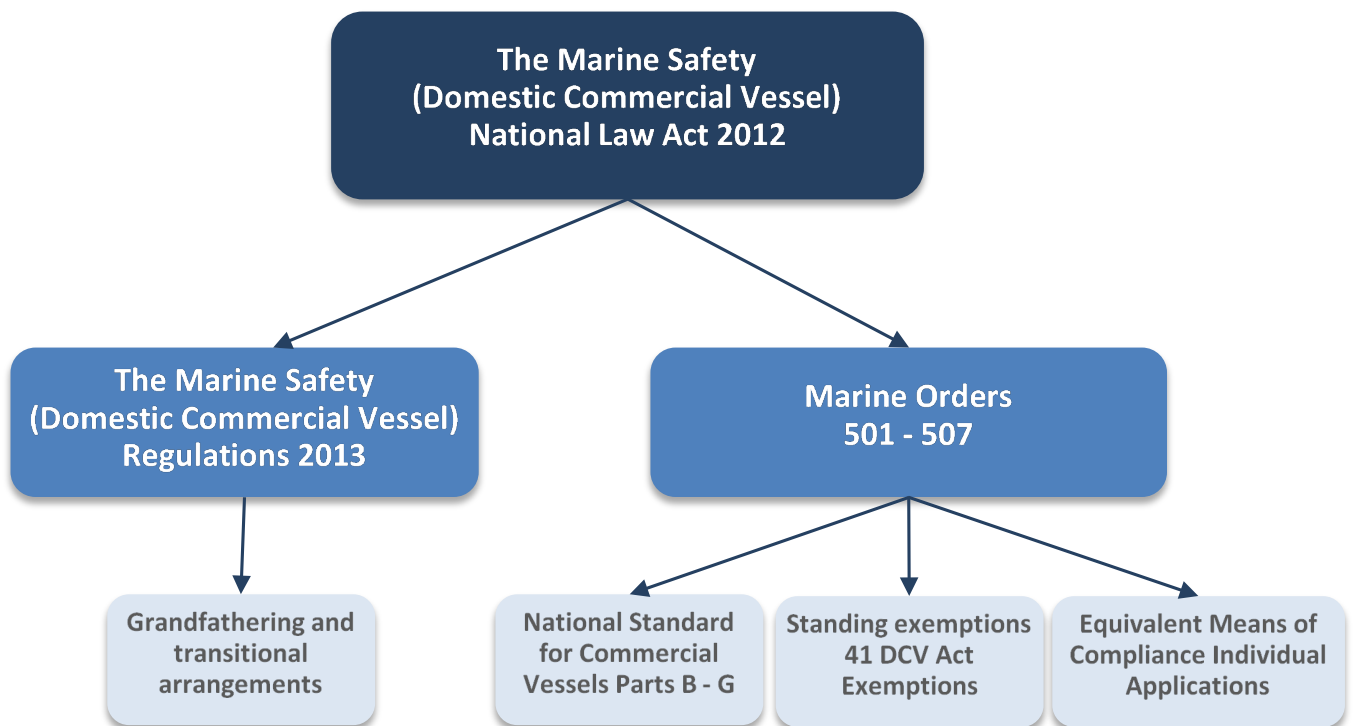 The Marine Safety
(Domestic Commercial Vessel)
National Law Act 2012
The Marine Safety
(Domestic Commercial Vessel)
Regulations 2013
Marine Orders
501 - 507
Grandfathering and
transitional
arrangements
National Standard
for Commercial
Vessels Parts B - G
Standing exemptions
41 DCV Act
Exemptions
Equivalent Means of
Compliance Individual
Applications